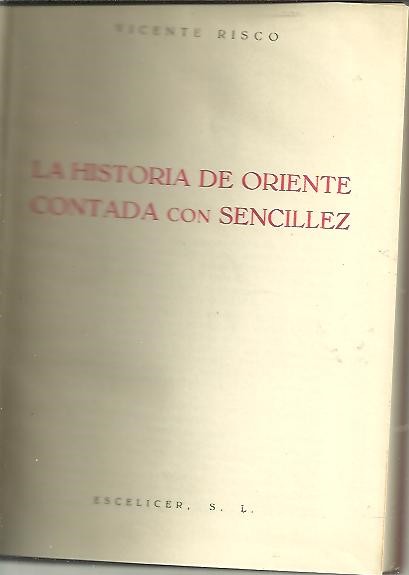 VICENTE RISCO
LA HISTORIA DE ORIENTE
CONTADA CON SENCILLEZ
ESCELICER, S. L.